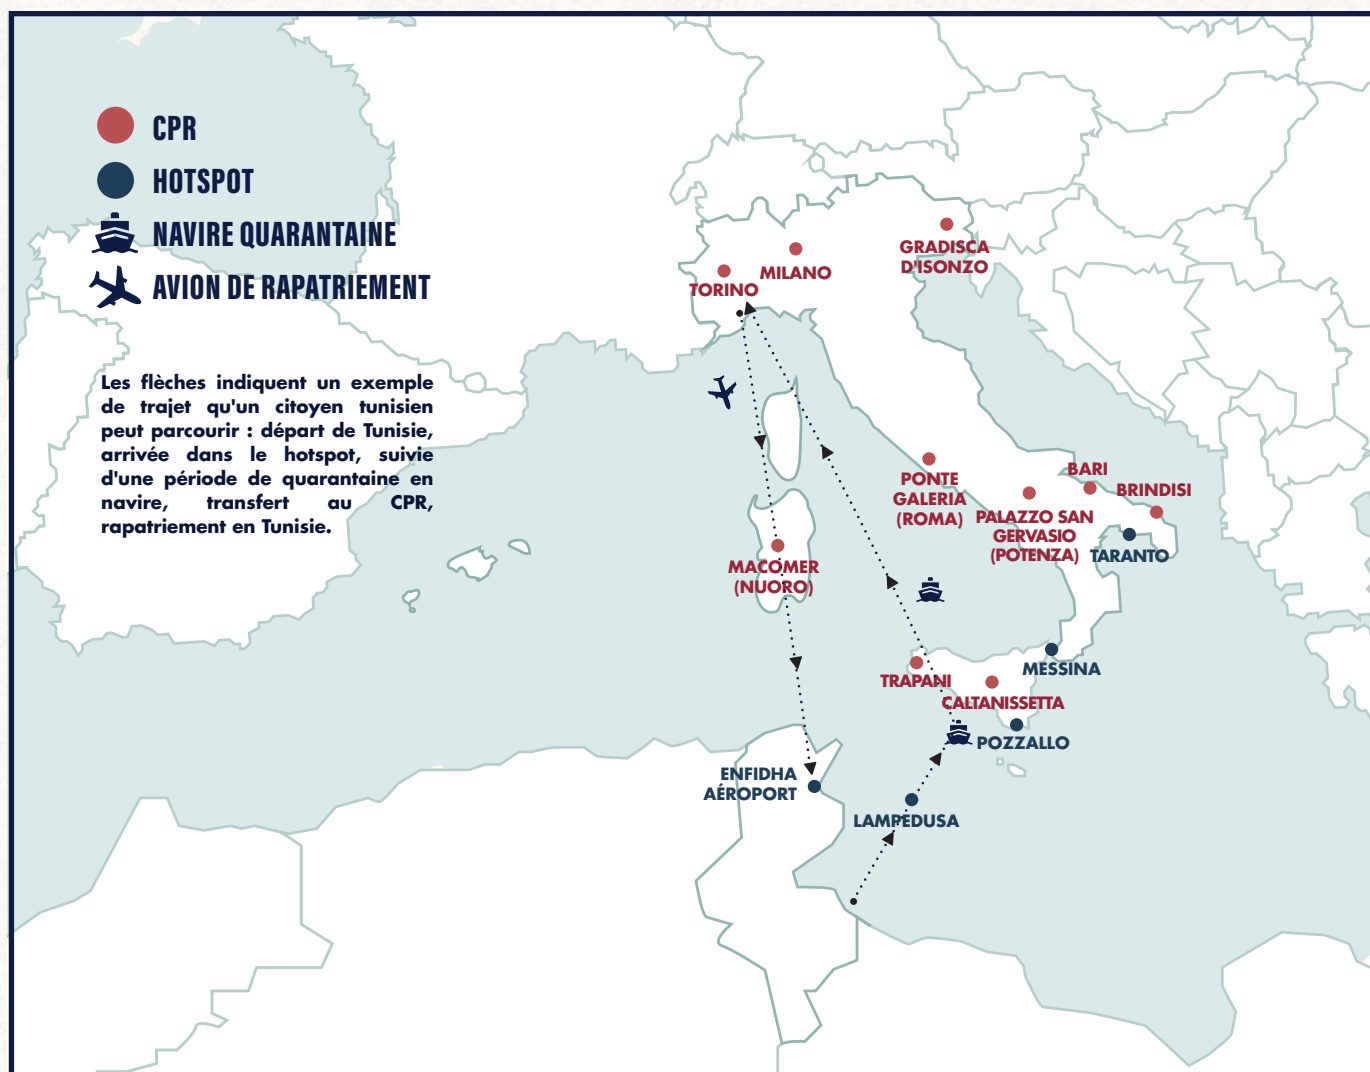 CPR
HOTSPOT
NAVIRE QUARANTAINE
AVION DE RAPATRIEMENT
Les flèches indiquent un exemple
de trajet qu'un citoyen tunisien
peut parcourir : départ de Tunisie,
arrivée dans le hotspot, suivie
d'une période de quarantaine en
navire, transfert au CPR,
rapatriement en Tunisie.
GRADISCA
D'ISONZO
MILANO
TORINO
PONTE
GALERIA
(ROMA)
BARI
BRINDISI
PALAZZO SAN
GERVASIO
(POTENZA)
TARANTO
MACOMER
(NUORO)
MESSINA
TRAPANI
CALTANISSETTA
POZZALLO
ENFIDHA
AÉROPORT
LAMPEDUSA